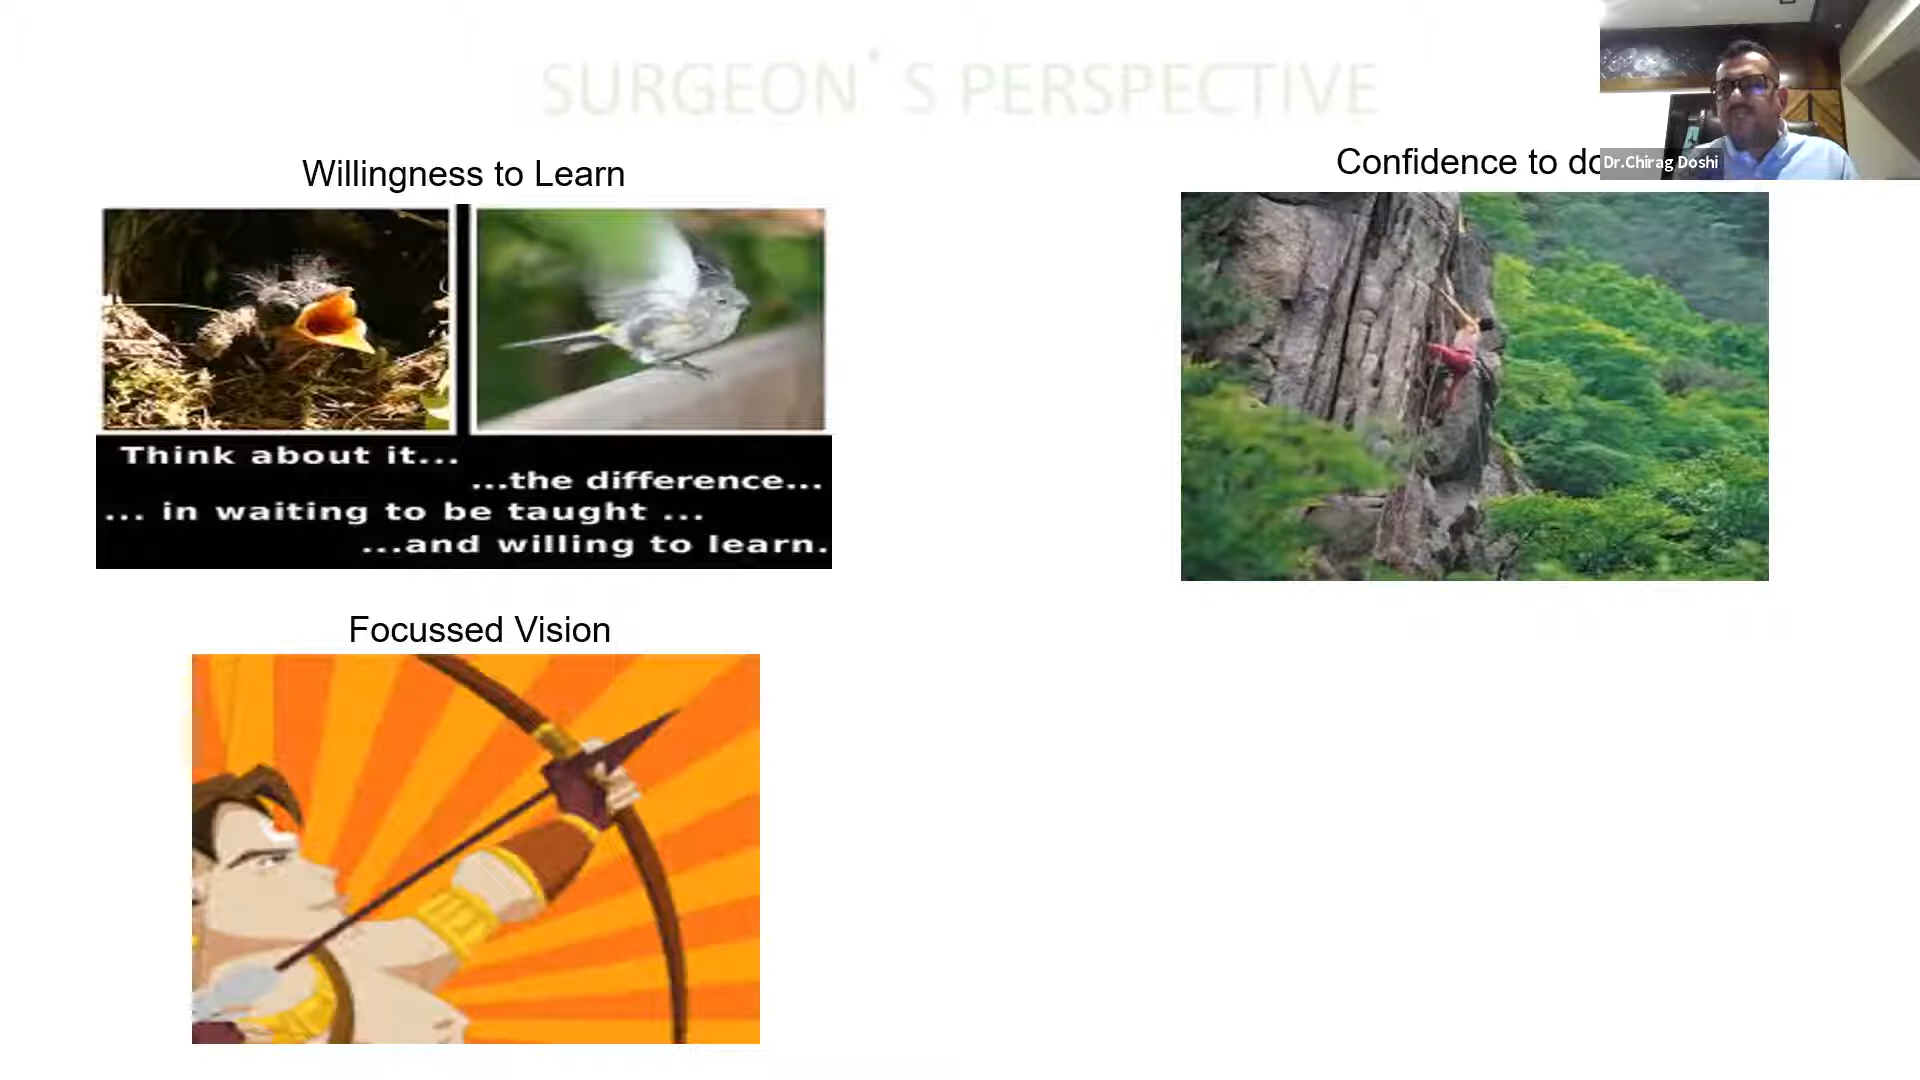 SURGEON`S PERSPECTIVE
Willingness to Learn
Confidence to do
Dr.Chirag Doshi
Think about it...
...the difference...
... in waiting to be taught ...
...and willing to learn.
Focussed Vision